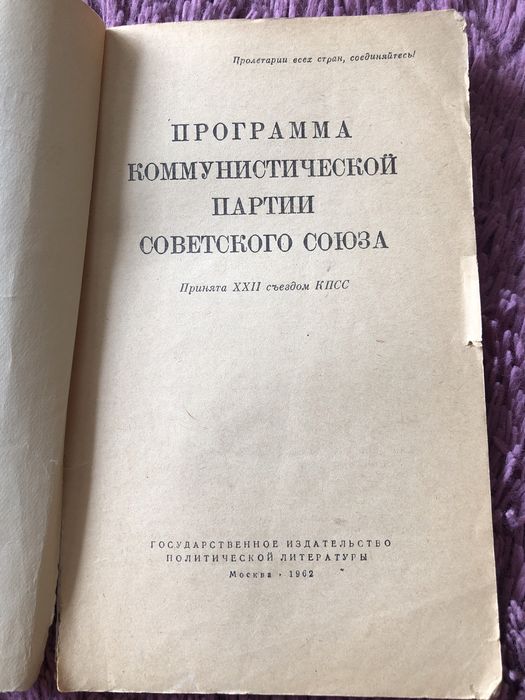 Пролетарии всех стран, соединяйтесь!
ПРОГРАММА
КОММУНИСТИЧЕСКОЙ
ПАРТИИ
СОВЕТСКОГО СОЮЗА
Принята XXII съездом КПСС
ГОСУДАРСТВЕННОЕ ИЗДАТЕЛЬСТВО
ПОЛИТИЧЕСКОЙ ЛИТЕРАТУРЫ
Москва · 1962